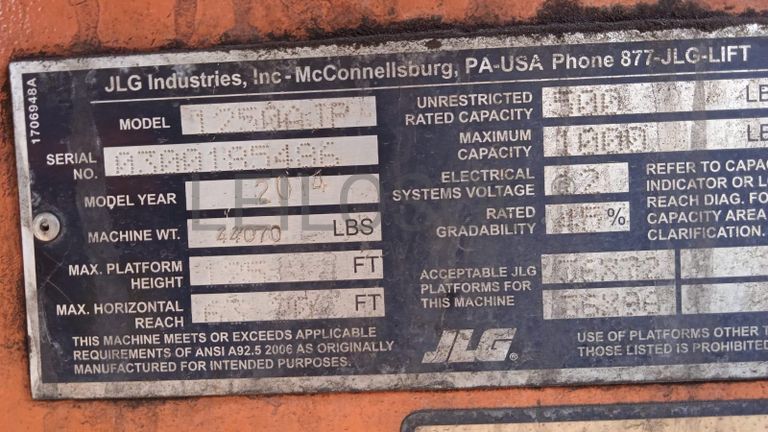 JLG Industries, Inc - McConnellsburg, PA-USA Phone 877-JLG-LIFT
1706948A
MODEL
SERIAL NO. 0300185486
MODEL YEAR 2014
MACHINE WT. 44070 LBS
MAX. PLATFORM HEIGHT FT
MAX. HORIZONTAL REACH FT
THIS MACHINE MEETS OR EXCEEDS APPLICABLE
REQUIREMENTS OF ANSI A92.5 2006 AS ORIGINALLY
MANUFACTURED FOR INTENDED PURPOSES.
UNRESTRICTED
RATED CAPACITY
MAXIMUM
CAPACITY 1000
ELECTRICAL
SYSTEMS VOLTAGE
RATED
GRADABILITY %
REFER TO
INDICATOR OR
REACH DIAG.
CAPACITY AREA
CLARIFICATION.
ACCEPTABLE JLG
PLATFORMS FOR
THIS MACHINE
JLG®
USE OF PLATFORMS OTHER
THOSE LISTED IS PROHIBITED